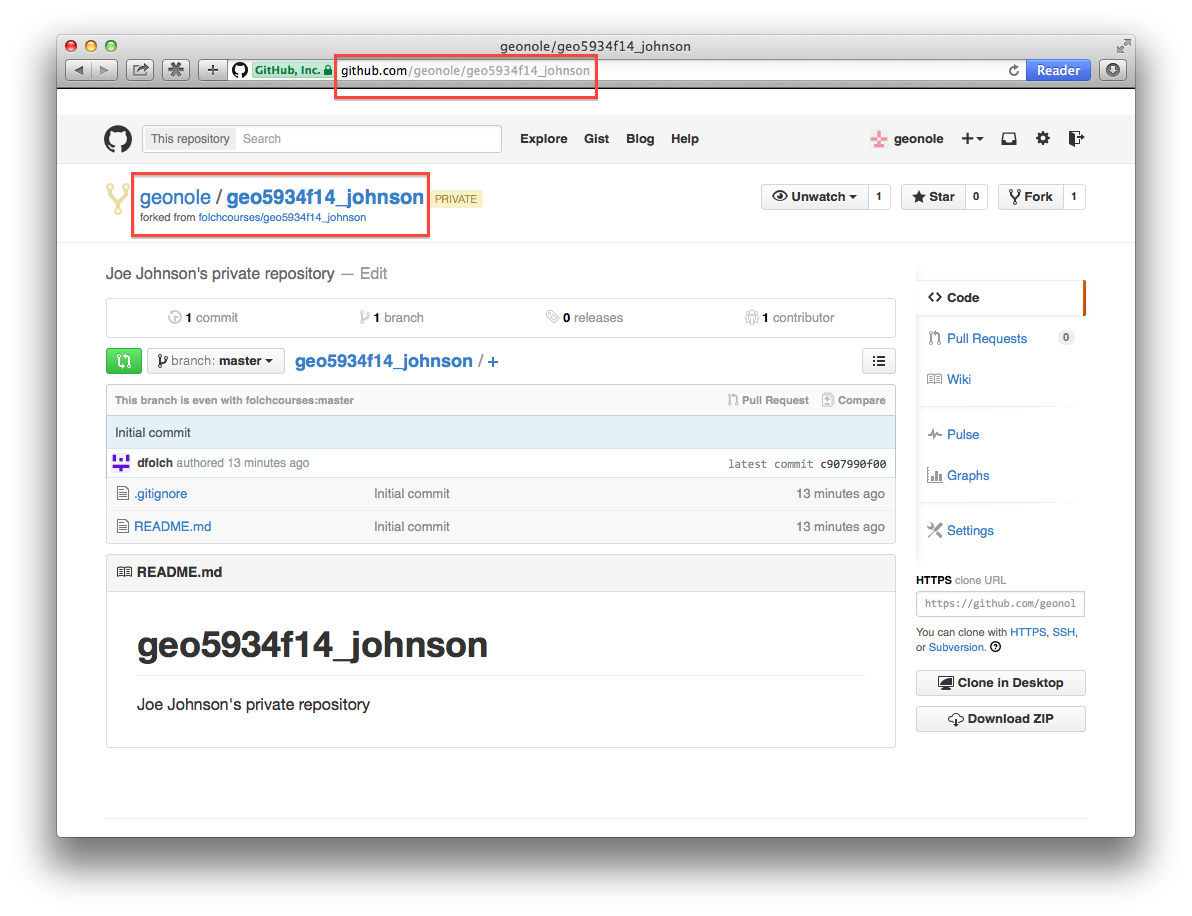 geonole/geo5934f14_johnson
GitHub, Inc. github.com/geonole/geo5934f14_johnson Reader
This repository Search Explore Gist Blog Help geonole
geonole / geo5934f14_johnson PRIVATE Unwatch 1 Star 0 Fork 1
forked from folchcourses/geo5934f14_johnson
Joe Johnson's private repository — Edit
1 commit 1 branch 0 releases 1 contributor
branch: master geo5934f14_johnson / +
This branch is even with folchcourses:master Pull Request Compare
Initial commit
dfolch authored 13 minutes ago latest commit c907990f00
.gitignore Initial commit 13 minutes ago
README.md Initial commit 13 minutes ago
README.md
geo5934f14_johnson
Joe Johnson's private repository
Code
Pull Requests 0
Wiki
Pulse
Graphs
Settings
HTTPS clone URL
https://github.com/geonol
You can clone with HTTPS, SSH,
or Subversion.
Clone in Desktop
Download ZIP